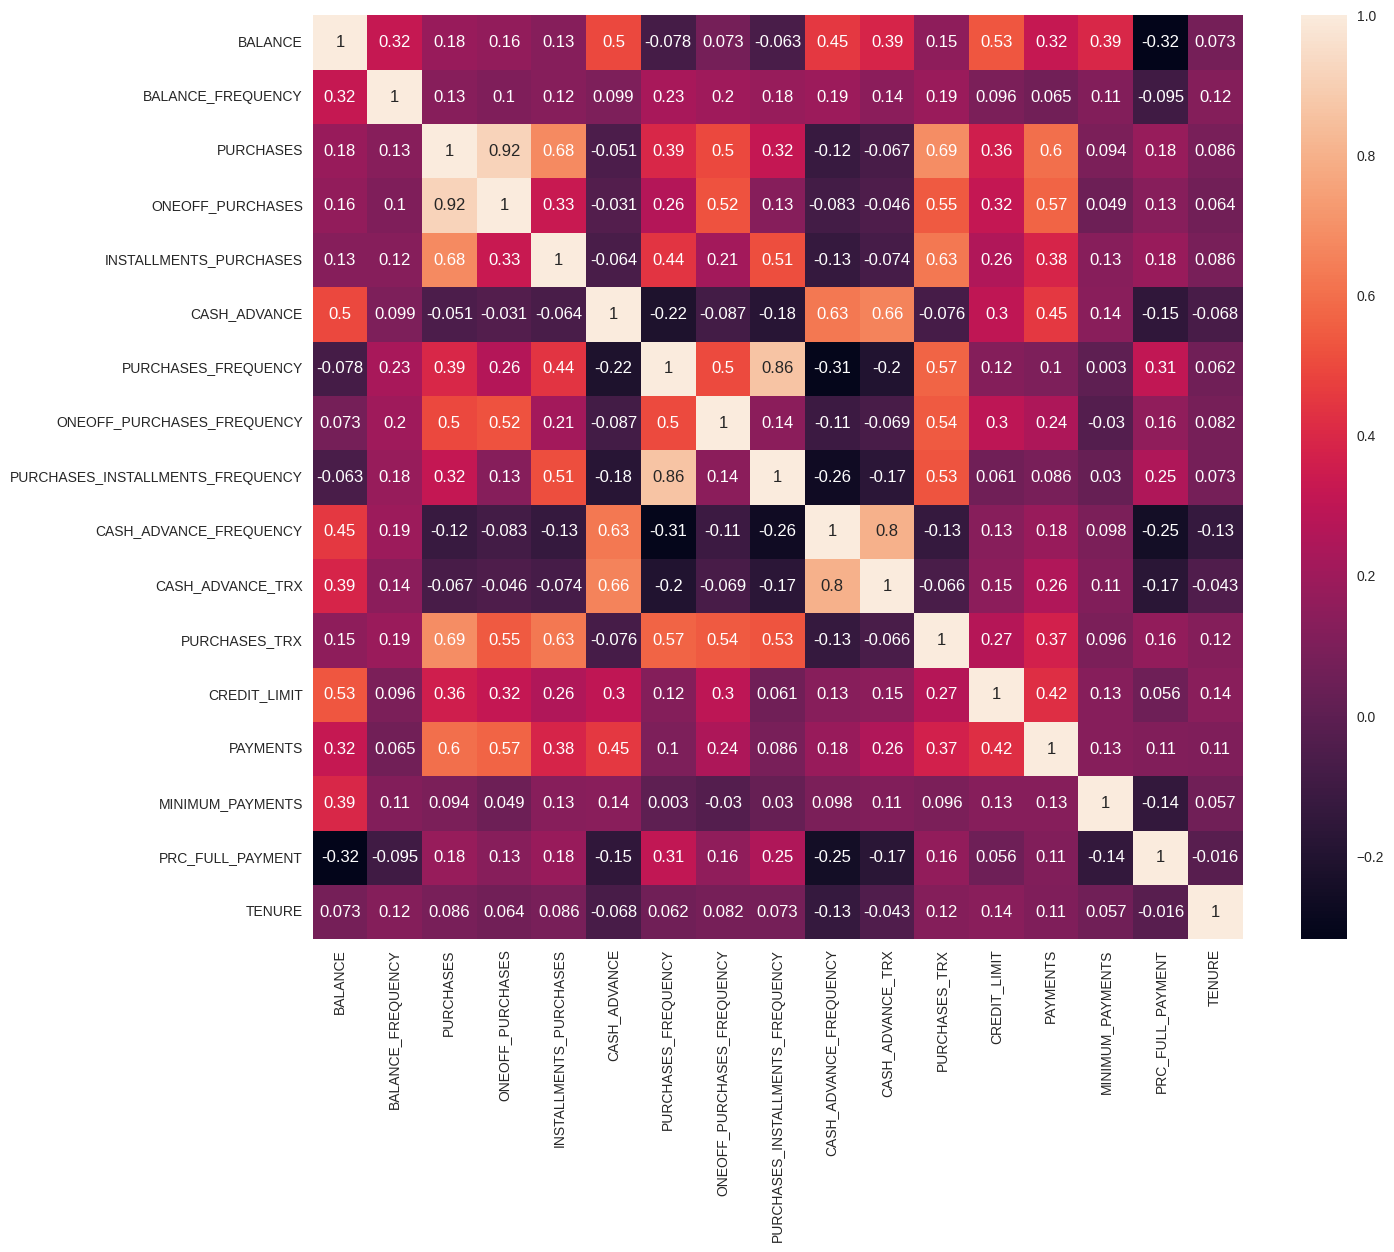 BALANCE 1 0.32 0.18 0.16 0.13 0.5 -0.078 0.073 -0.063 0.45 0.39 0.15 0.53 0.32 0.39 -0.32 0.073
BALANCE_FREQUENCY 0.32 1 0.13 0.1 0.12 0.099 0.23 0.2 0.18 0.19 0.14 0.19 0.096 0.065 0.11 -0.095 0.12
PURCHASES 0.18 0.13 1 0.92 0.68 -0.051 0.39 0.5 0.32 -0.12 -0.067 0.69 0.36 0.6 0.094 0.18 0.086
ONEOFF_PURCHASES 0.16 0.1 0.92 1 0.33 -0.031 0.26 0.52 0.13 -0.083 -0.046 0.55 0.32 0.57 0.049 0.13 0.064
INSTALLMENTS_PURCHASES 0.13 0.12 0.68 0.33 1 -0.064 0.44 0.21 0.51 -0.13 -0.074 0.63 0.26 0.38 0.13 0.18 0.086
CASH_ADVANCE 0.5 0.099 -0.051 -0.031 -0.064 1 -0.22 -0.087 -0.18 0.63 0.66 -0.076 0.3 0.45 0.14 -0.15 -0.068
PURCHASES_FREQUENCY -0.078 0.23 0.39 0.26 0.44 -0.22 1 0.5 0.86 -0.31 -0.2 0.57 0.12 0.1 0.003 0.31 0.062
ONEOFF_PURCHASES_FREQUENCY 0.073 0.2 0.5 0.52 0.21 -0.087 0.5 1 0.14 -0.11 -0.069 0.54 0.3 0.24 -0.03 0.16 0.082
PURCHASES_INSTALLMENTS_FREQUENCY -0.063 0.18 0.32 0.13 0.51 -0.18 0.86 0.14 1 -0.26 -0.17 0.53 0.061 0.086 0.03 0.25 0.073
CASH_ADVANCE_FREQUENCY 0.45 0.19 -0.12 -0.083 -0.13 0.63 -0.31 -0.11 -0.26 1 0.8 -0.13 0.13 0.18 0.098 -0.25 -0.13
CASH_ADVANCE_TRX 0.39 0.14 -0.067 -0.046 -0.074 0.66 -0.2 -0.069 -0.17 0.8 1 -0.066 0.15 0.26 0.11 -0.17 -0.043
PURCHASES_TRX 0.15 0.19 0.69 0.55 0.63 -0.076 0.57 0.54 0.53 -0.13 -0.066 1 0.27 0.37 0.096 0.16 0.12
CREDIT_LIMIT 0.53 0.096 0.36 0.32 0.26 0.3 0.12 0.3 0.061 0.13 0.15 0.27 1 0.42 0.13 0.056 0.14
PAYMENTS 0.32 0.065 0.6 0.57 0.38 0.45 0.1 0.24 0.086 0.18 0.26 0.37 0.42 1 0.13 0.11 0.11
MINIMUM_PAYMENTS 0.39 0.11 0.094 0.049 0.13 0.14 0.003 -0.03 0.03 0.098 0.11 0.096 0.13 0.13 1 -0.14 0.057
PRC_FULL_PAYMENT -0.32 -0.095 0.18 0.13 0.18 -0.15 0.31 0.16 0.25 -0.25 -0.17 0.16 0.056 0.11 -0.14 1 -0.016
TENURE 0.073 0.12 0.086 0.064 0.086 -0.068 0.062 0.082 0.073 -0.13 -0.043 0.12 0.14 0.11 0.057 -0.016 1
BALANCE
BALANCE_FREQUENCY
PURCHASES
ONEOFF_PURCHASES
INSTALLMENTS_PURCHASES
CASH_ADVANCE
PURCHASES_FREQUENCY
ONEOFF_PURCHASES_FREQUENCY
PURCHASES_INSTALLMENTS_FREQUENCY
CASH_ADVANCE_FREQUENCY
CASH_ADVANCE_TRX
PURCHASES_TRX
CREDIT_LIMIT
PAYMENTS
MINIMUM_PAYMENTS
PRC_FULL_PAYMENT
TENURE
1.0
0.8
0.6
0.4
0.2
0.0
−0.2